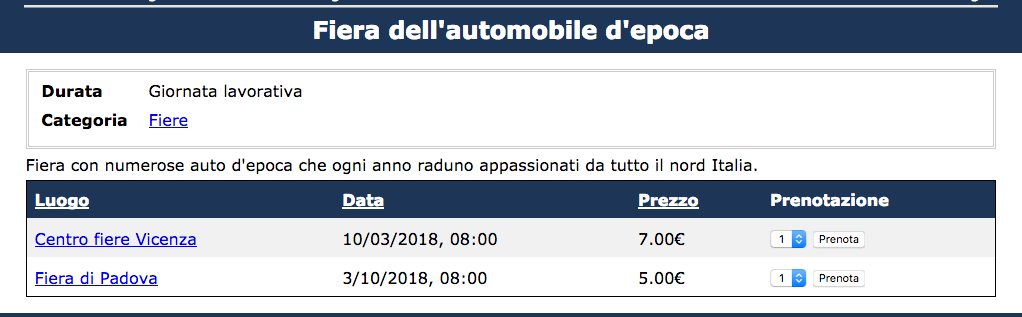 Fiera dell'automobile d'epoca
Durata Giornata lavorativa
Categoria Fiere
Fiera con numerose auto d'epoca che ogni anno raduno appassionati da tutto il nord Italia.
Luogo Data Prezzo Prenotazione
Centro fiere Vicenza 10/03/2018, 08:00 7.00€ 1 Prenota
Fiera di Padova 3/10/2018, 08:00 5.00€ 1 Prenota